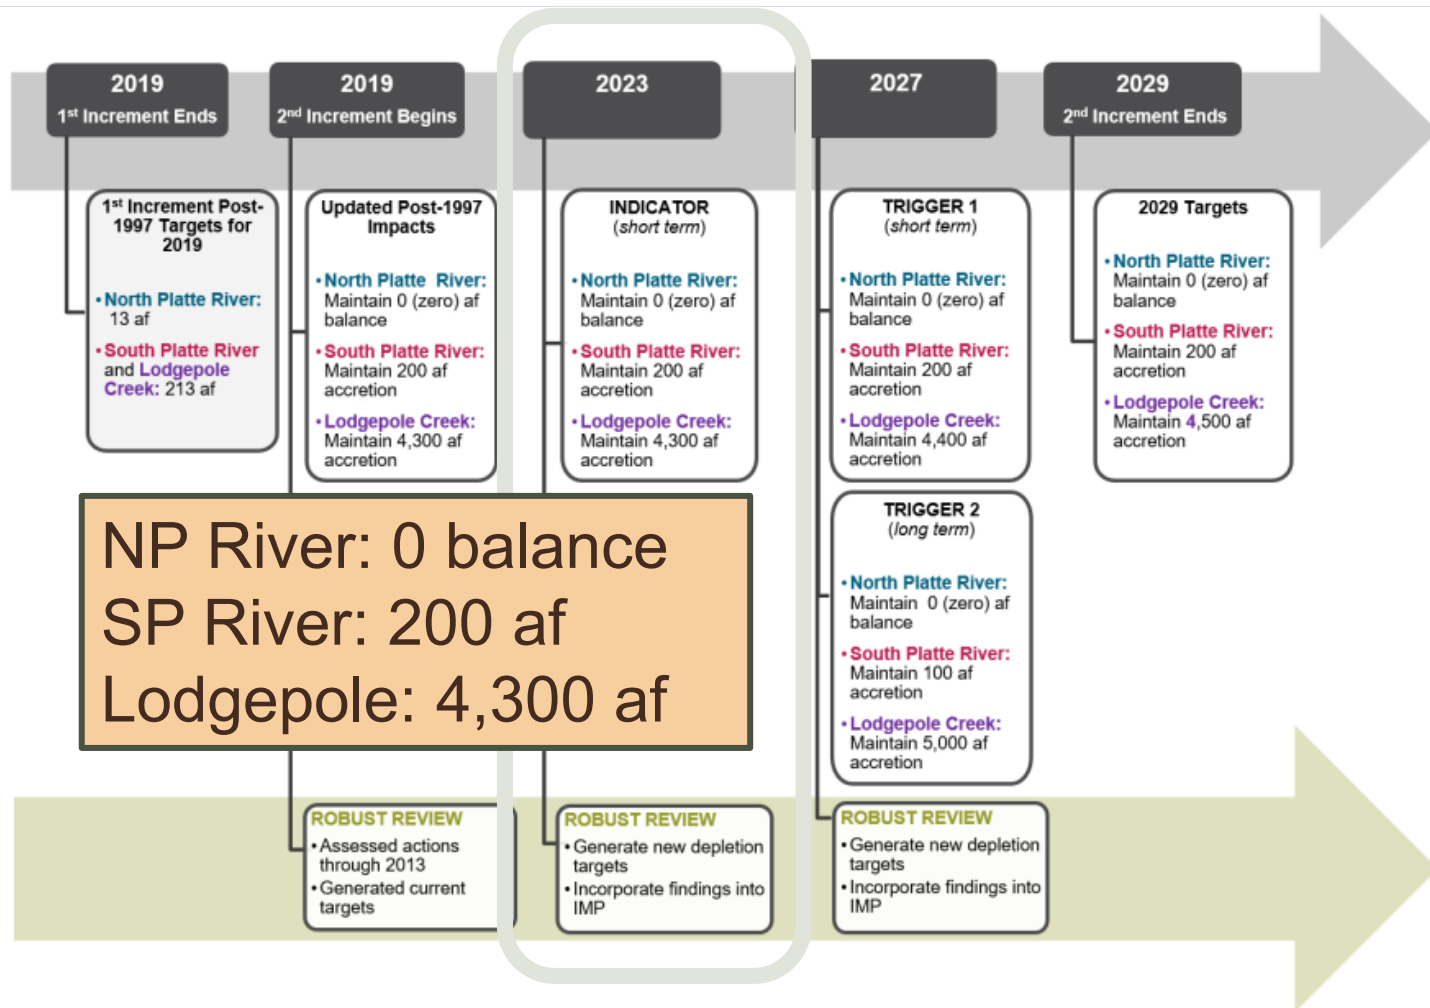 2019
1st Increment Ends
2019
2nd Increment Begins
2023
2027
2029
2nd Increment Ends
1st Increment Post-
1997 Targets for
2019
•North Platte River:
13 af
•South Platte River
and Lodgepole
Creek: 213 af
Updated Post-1997
Impacts
•North Platte River:
Maintain 0 (zero) af
balance
•South Platte River:
Maintain 200 af
accretion
•Lodgepole Creek:
Maintain 4,300 af
accretion
INDICATOR
(short term)
•North Platte River:
Maintain 0 (zero) af
balance
•South Platte River:
Maintain 200 af
accretion
•Lodgepole Creek:
Maintain 4,300 af
accretion
TRIGGER 1
(short term)
•North Platte River:
Maintain 0 (zero) af
balance
•South Platte River:
Maintain 200 af
accretion
•Lodgepole Creek:
Maintain 4,400 af
accretion
2029 Targets
•North Platte River:
Maintain 0 (zero) af
balance
•South Platte River:
Maintain 200 af
accretion
•Lodgepole Creek:
Maintain 4,500 af
accretion
NP River: 0 balance
SP River: 200 af
Lodgepole: 4,300 af
TRIGGER 2
(long term)
•North Platte River:
Maintain 0 (zero) af
balance
•South Platte River:
Maintain 100 af
accretion
•Lodgepole Creek:
Maintain 5,000 af
accretion
ROBUST REVIEW
•Assessed actions
through 2013
•Generated current
targets
ROBUST REVIEW
•Generate new depletion
targets
•Incorporate findings into
IMP
ROBUST REVIEW
•Generate new depletion
targets
•Incorporate findings into
IMP